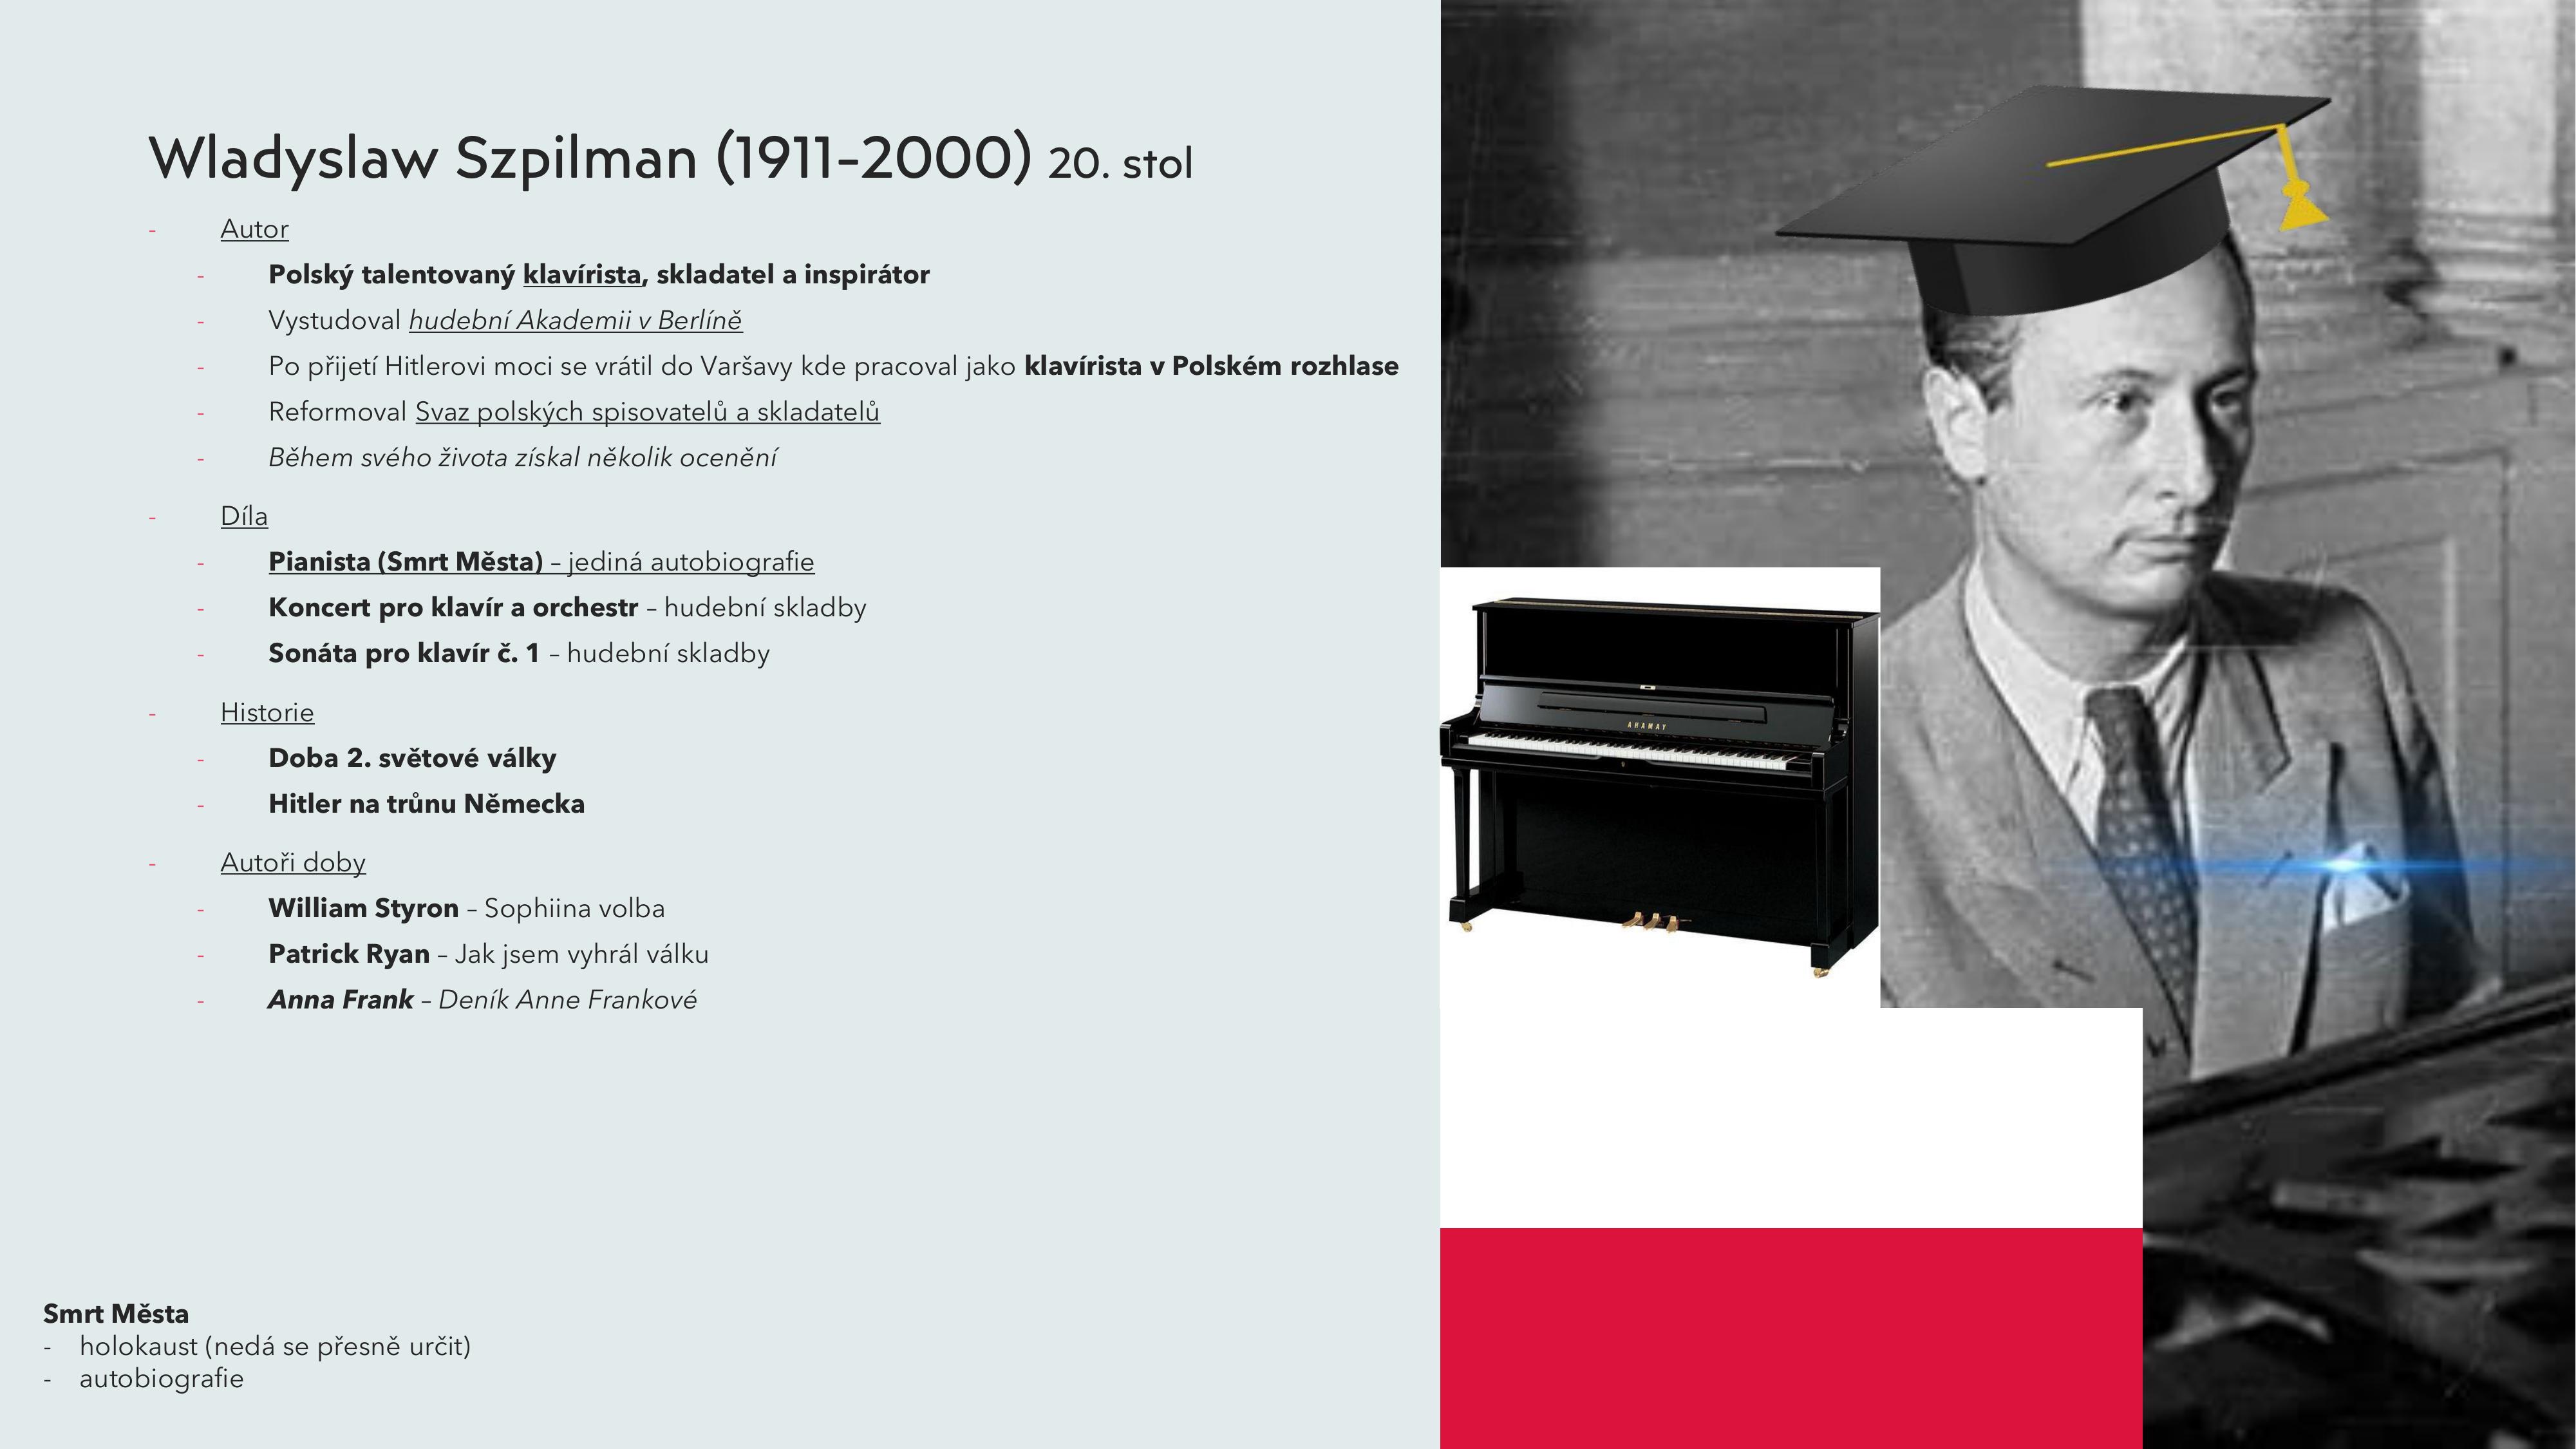 Wladyslaw Szpilman (1911-2000) 20. stol
- Autor
- Polský talentovaný klavírista, skladatel a inspirátor
- Vystudoval hudební Akademii v Berlíně
- Po přijetí Hitlerovi moci se vrátil do Varšavy kde pracoval jako klavírista v Polském rozhlase
- Reformoval Svaz polských spisovatelů a skladatelů
- Během svého života získal několik ocenění
- Díla
- Pianista (Smrt Města) – jediná autobiografie
- Koncert pro klavír a orchestr – hudební skladby
- Sonáta pro klavír č. 1 – hudební skladby
- Historie
- Doba 2. světové války
- Hitler na trůnu Německa
- Autoři doby
- William Styron – Sophiina volba
- Patrick Ryan – Jak jsem vyhrál válku
- Anna Frank – Deník Anne Frankové
AHAMAY
Smrt Města
- holokaust (nedá se přesně určit)
- autobiografie